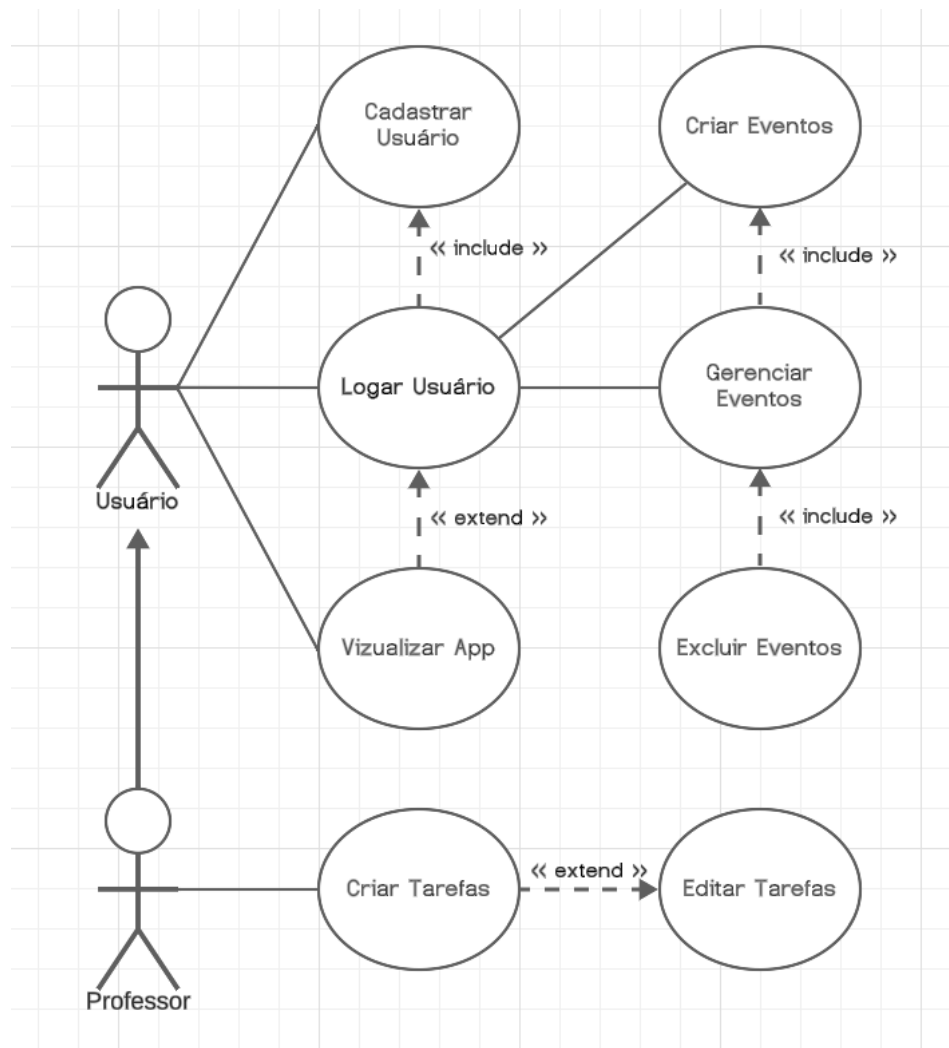 Cadastrar
Usuário
Criar Eventos
« include »
« include »
Logar Usuário
Gerenciar
Eventos
Usuário
« extend »
« include »
Vizualizar App
Excluir Eventos
Criar Tarefas
« extend »
Editar Tarefas
Professor